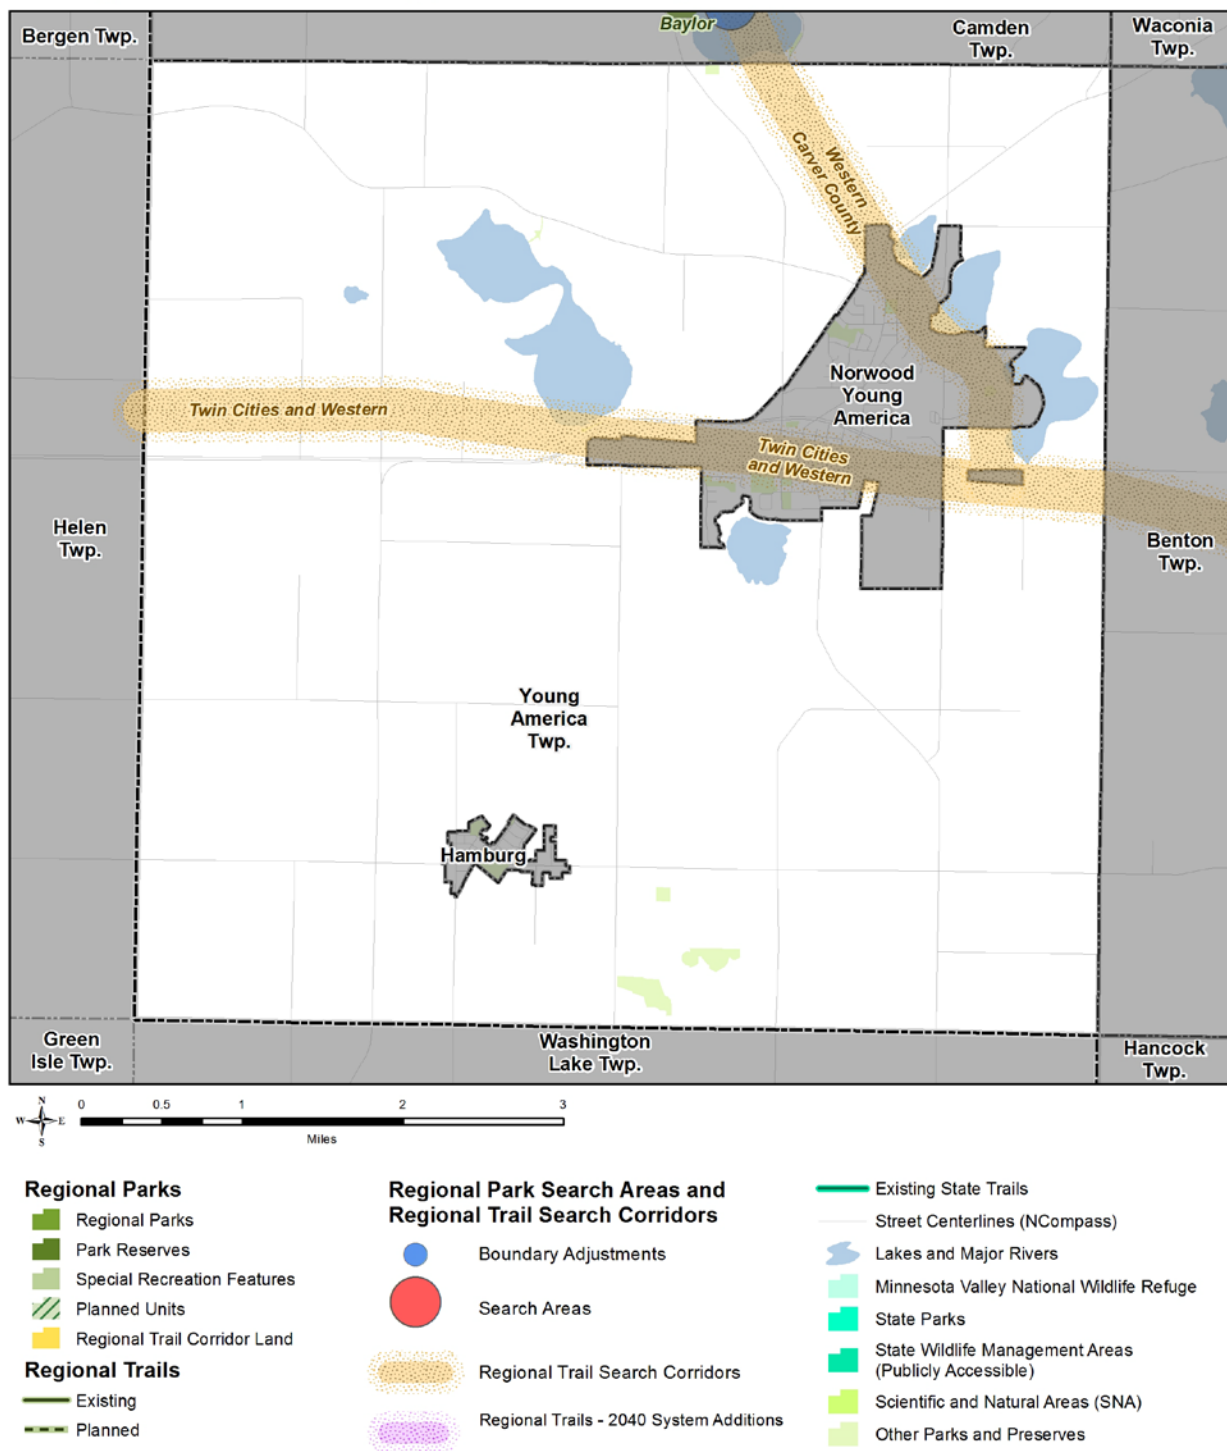 Bergen Twp.
Baylor
Camden
Twp.
Waconia
Twp.
Western
Carver County
Norwood
Young
America
Twin Cities and Western
Twin Cities
and Western
Helen
Twp.
Benton
Twp.
Young
America
Twp.
Hamburg
Green
Isle Twp.
Washington
Lake Twp.
Hancock
Twp.
N
W E
S
0 0.5 1 2 3
Miles
Regional Parks
Regional Parks
Park Reserves
Special Recreation Features
Planned Units
Regional Trail Corridor Land
Regional Trails
Existing
Planned
Regional Park Search Areas and
Regional Trail Search Corridors
Boundary Adjustments
Search Areas
Regional Trail Search Corridors
Regional Trails - 2040 System Additions
Existing State Trails
Street Centerlines (NCompass)
Lakes and Major Rivers
Minnesota Valley National Wildlife Refuge
State Parks
State Wildlife Management Areas
(Publicly Accessible)
Scientific and Natural Areas (SNA)
Other Parks and Preserves